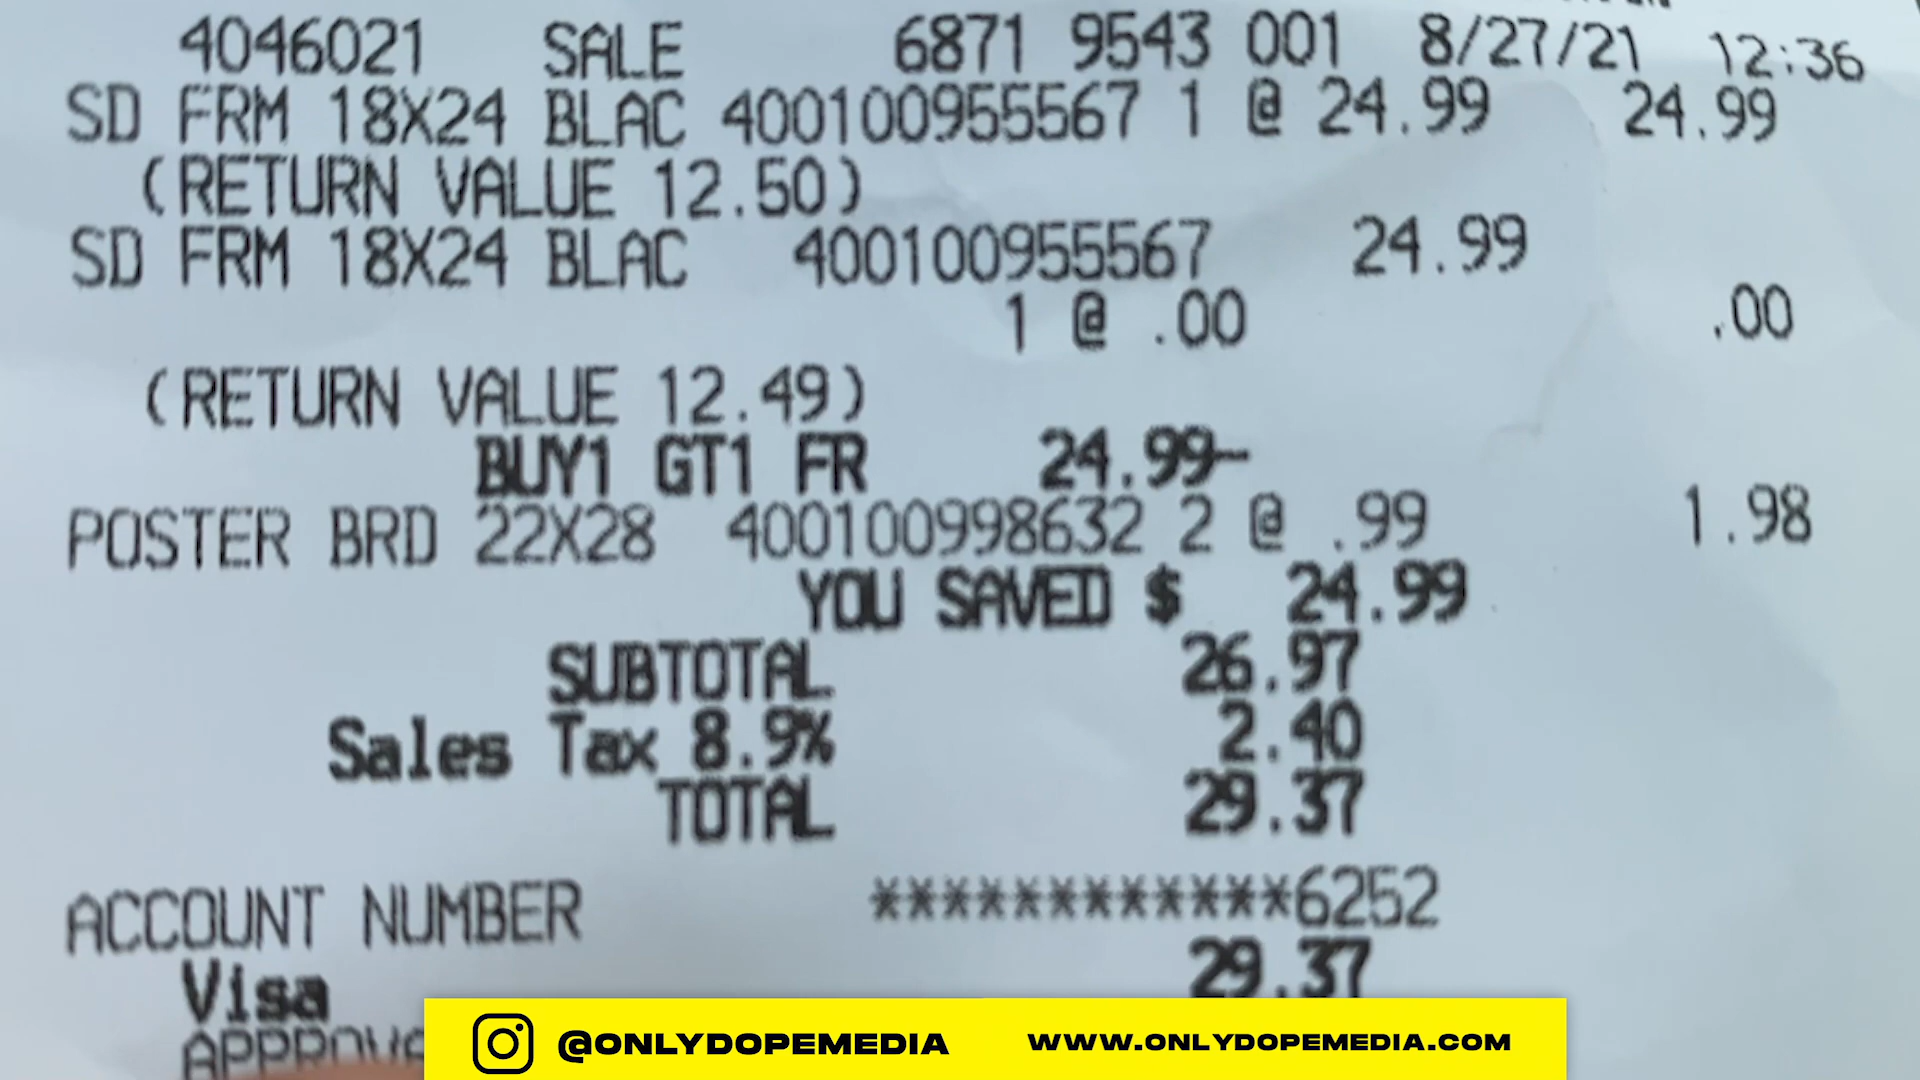 4046021 SALE 6871 9543 001 8/27/21 12:36
SD FRM 18X24 BLAC 400100955567 1 @ 24.99 24.99
(RETURN VALUE 12.50)
SD FRM 18X24 BLAC 400100955567 24.99
1 @ .00 .00
(RETURN VALUE 12.49)
BUY1 GT1 FR 24.99-
POSTER BRD 22X28 400100998632 2 @ .99 1.98
YOU SAVED $ 24.99
SUBTOTAL 26.97
Sales Tax 8.9% 2.40
TOTAL 29.37
ACCOUNT NUMBER ************6252
Visa 29.37
@ONLYDOPEMEDIA WWW.ONLYDOPEMEDIA.COM